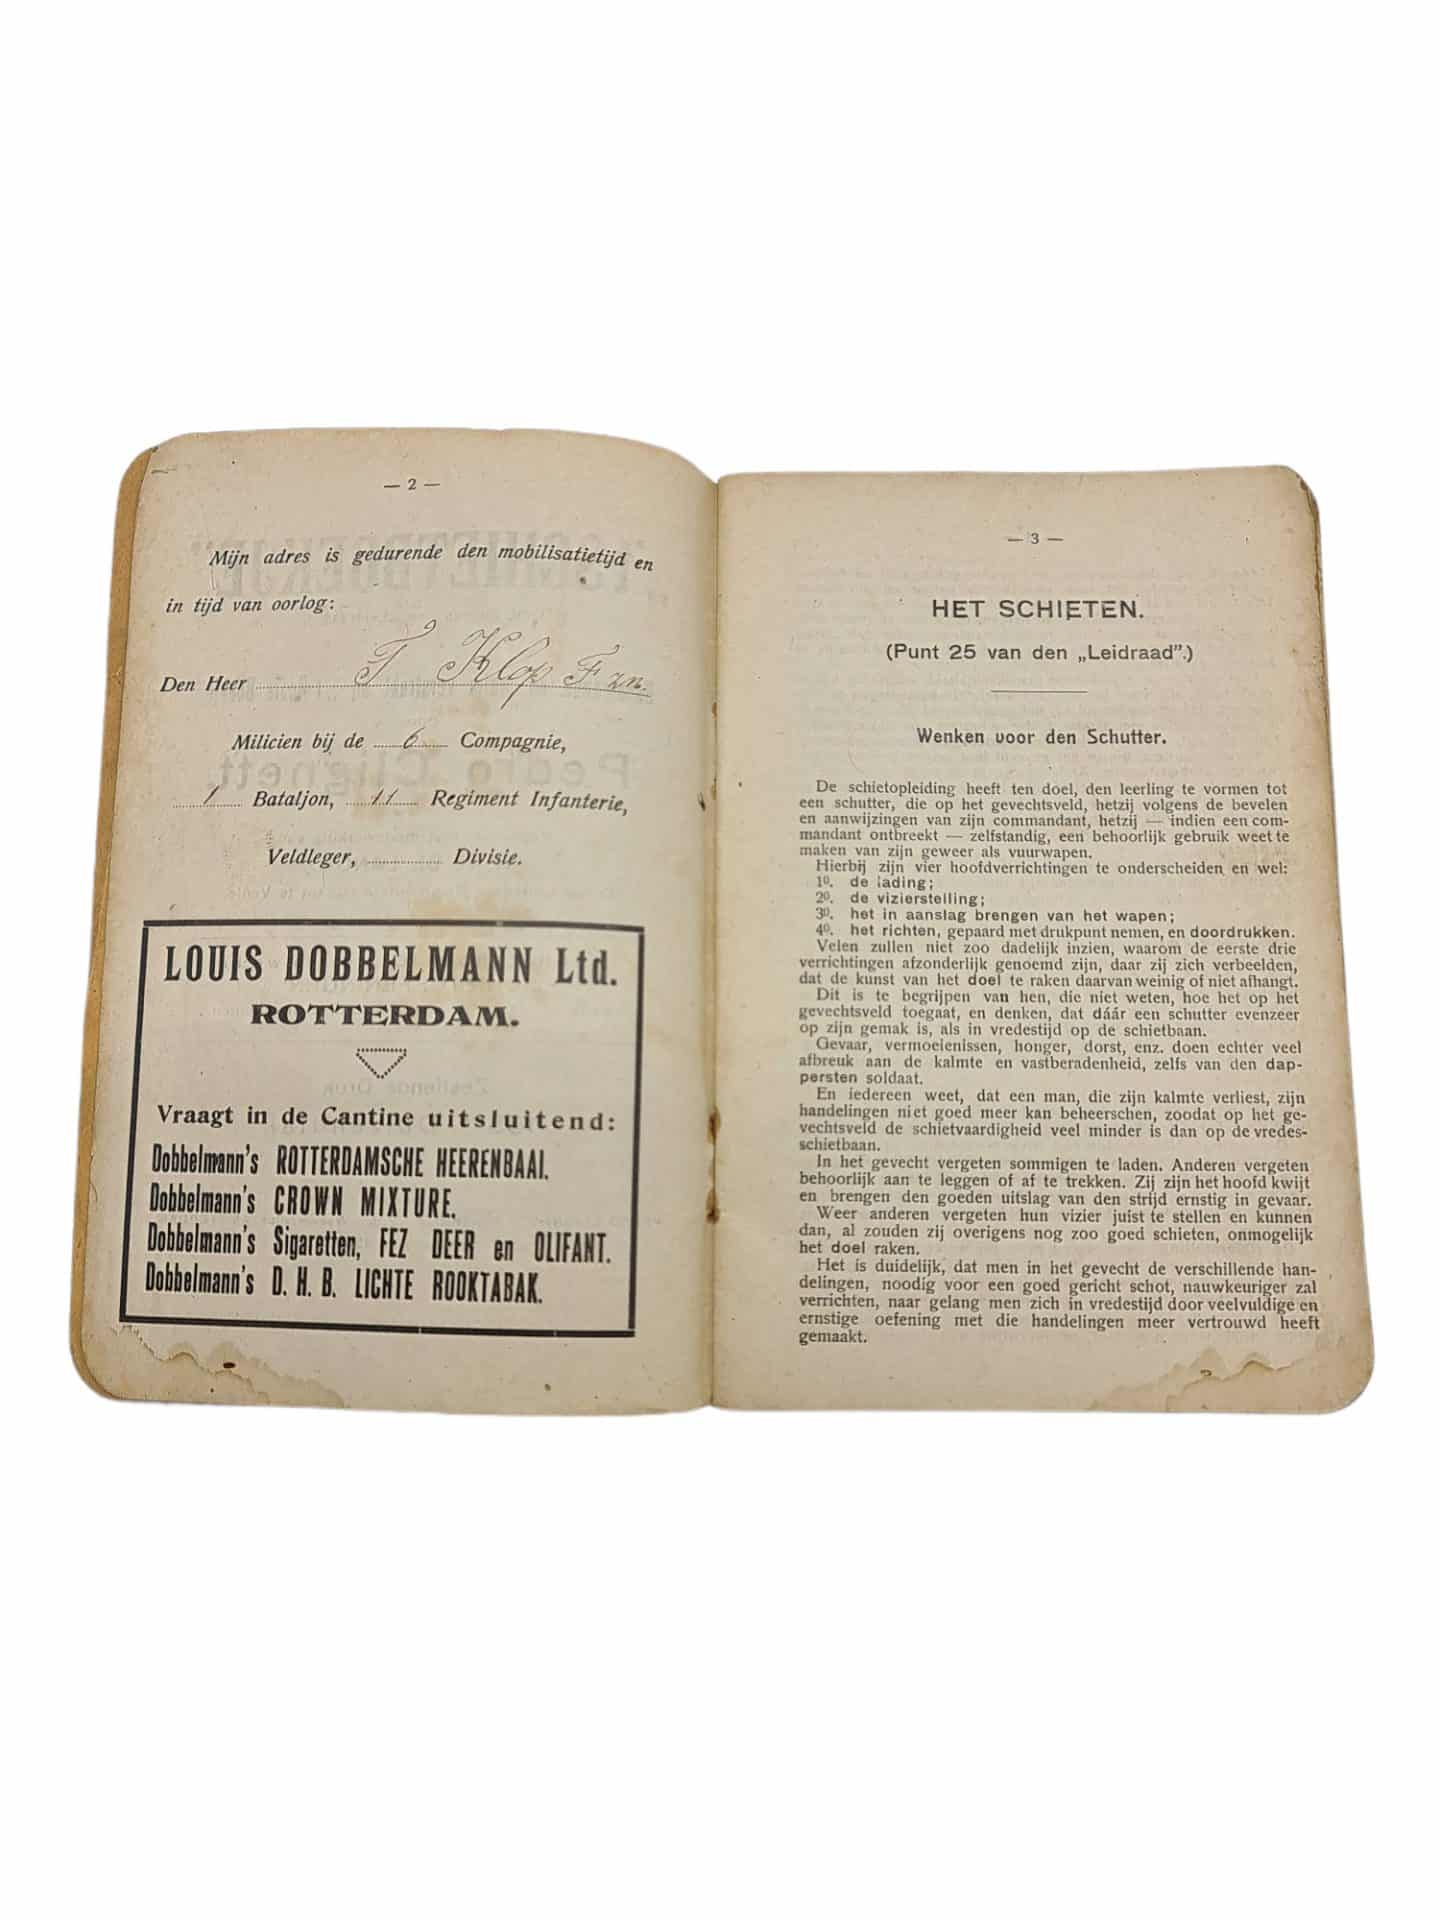 — 2 —
Mijn adres is gedurende den mobilisatietijd en
in tijd van oorlog:
Den Heer T Klop Fzn.
Milicien bij de 6 Compagnie,
1 Bataljon, 11 Regiment Infanterie,
Veldleger, Divisie.
LOUIS DOBBELMANN Ltd.
ROTTERDAM.
Vraagt in de Cantine uitsluitend:
Dobbelmann's ROTTERDAMSCHE HEERENBAAI.
Dobbelmann's CROWN MIXTURE.
Dobbelmann's Sigaretten, FEZ DEER en OLIFANT.
Dobbelmann's D. H. B. LICHTE ROOKTABAK.
— 3 —
HET SCHIETEN.
(Punt 25 van den „Leidraad”.)
Wenken voor den Schutter.
De schietopleiding heeft ten doel, den leerling te vormen tot
een schutter, die op het gevechtsveld, hetzij volgens de bevelen
en aanwijzingen van zijn commandant, hetzij — indien een com-
mandant ontbreekt — zelfstandig, een behoorlijk gebruik weet te
maken van zijn geweer als vuurwapen.
Hierbij zijn vier hoofdverrichtingen te onderscheiden en wel:
1º. de lading;
2º. de vizierstelling;
3º. het in aanslag brengen van het wapen;
4º. het richten, gepaard met drukpunt nemen, en doordrukken.
Velen zullen niet zoo dadelijk inzien, waarom de eerste drie
verrichtingen afzonderlijk genoemd zijn, daar zij zich verbeelden,
dat de kunst van het doel te raken daarvan weinig of niet afhangt.
Dit is te begrijpen van hen, die niet weten, hoe het op het
gevechtsveld toegaat, en denken, dat dáár een schutter evenzeer
op zijn gemak is, als in vredestijd op de schietbaan.
Gevaar, vermoeienissen, honger, dorst, enz. doen echter veel
afbreuk aan de kalmte en vastberadenheid, zelfs van den dap-
persten soldaat.
En iedereen weet, dat een man, die zijn kalmte verliest, zijn
handelingen niet goed meer kan beheerschen, zoodat op het ge-
vechtsveld de schietvaardigheid veel minder is dan op de vredes-
schietbaan.
In het gevecht vergeten sommigen te laden. Anderen vergeten
behoorlijk aan te leggen of af te trekken. Zij zijn het hoofd kwijt
en brengen den goeden uitslag van den strijd ernstig in gevaar.
Weer anderen vergeten hun vizier juist te stellen en kunnen
dan, al zouden zij overigens nog zoo goed schieten, onmogelijk
het doel raken.
Het is duidelijk, dat men in het gevecht de verschillende han-
delingen, noodig voor een goed gericht schot, nauwkeuriger zal
verrichten, naar gelang men zich in vredestijd door veelvuldige en
ernstige oefening met die handelingen meer vertrouwd heeft
gemaakt.